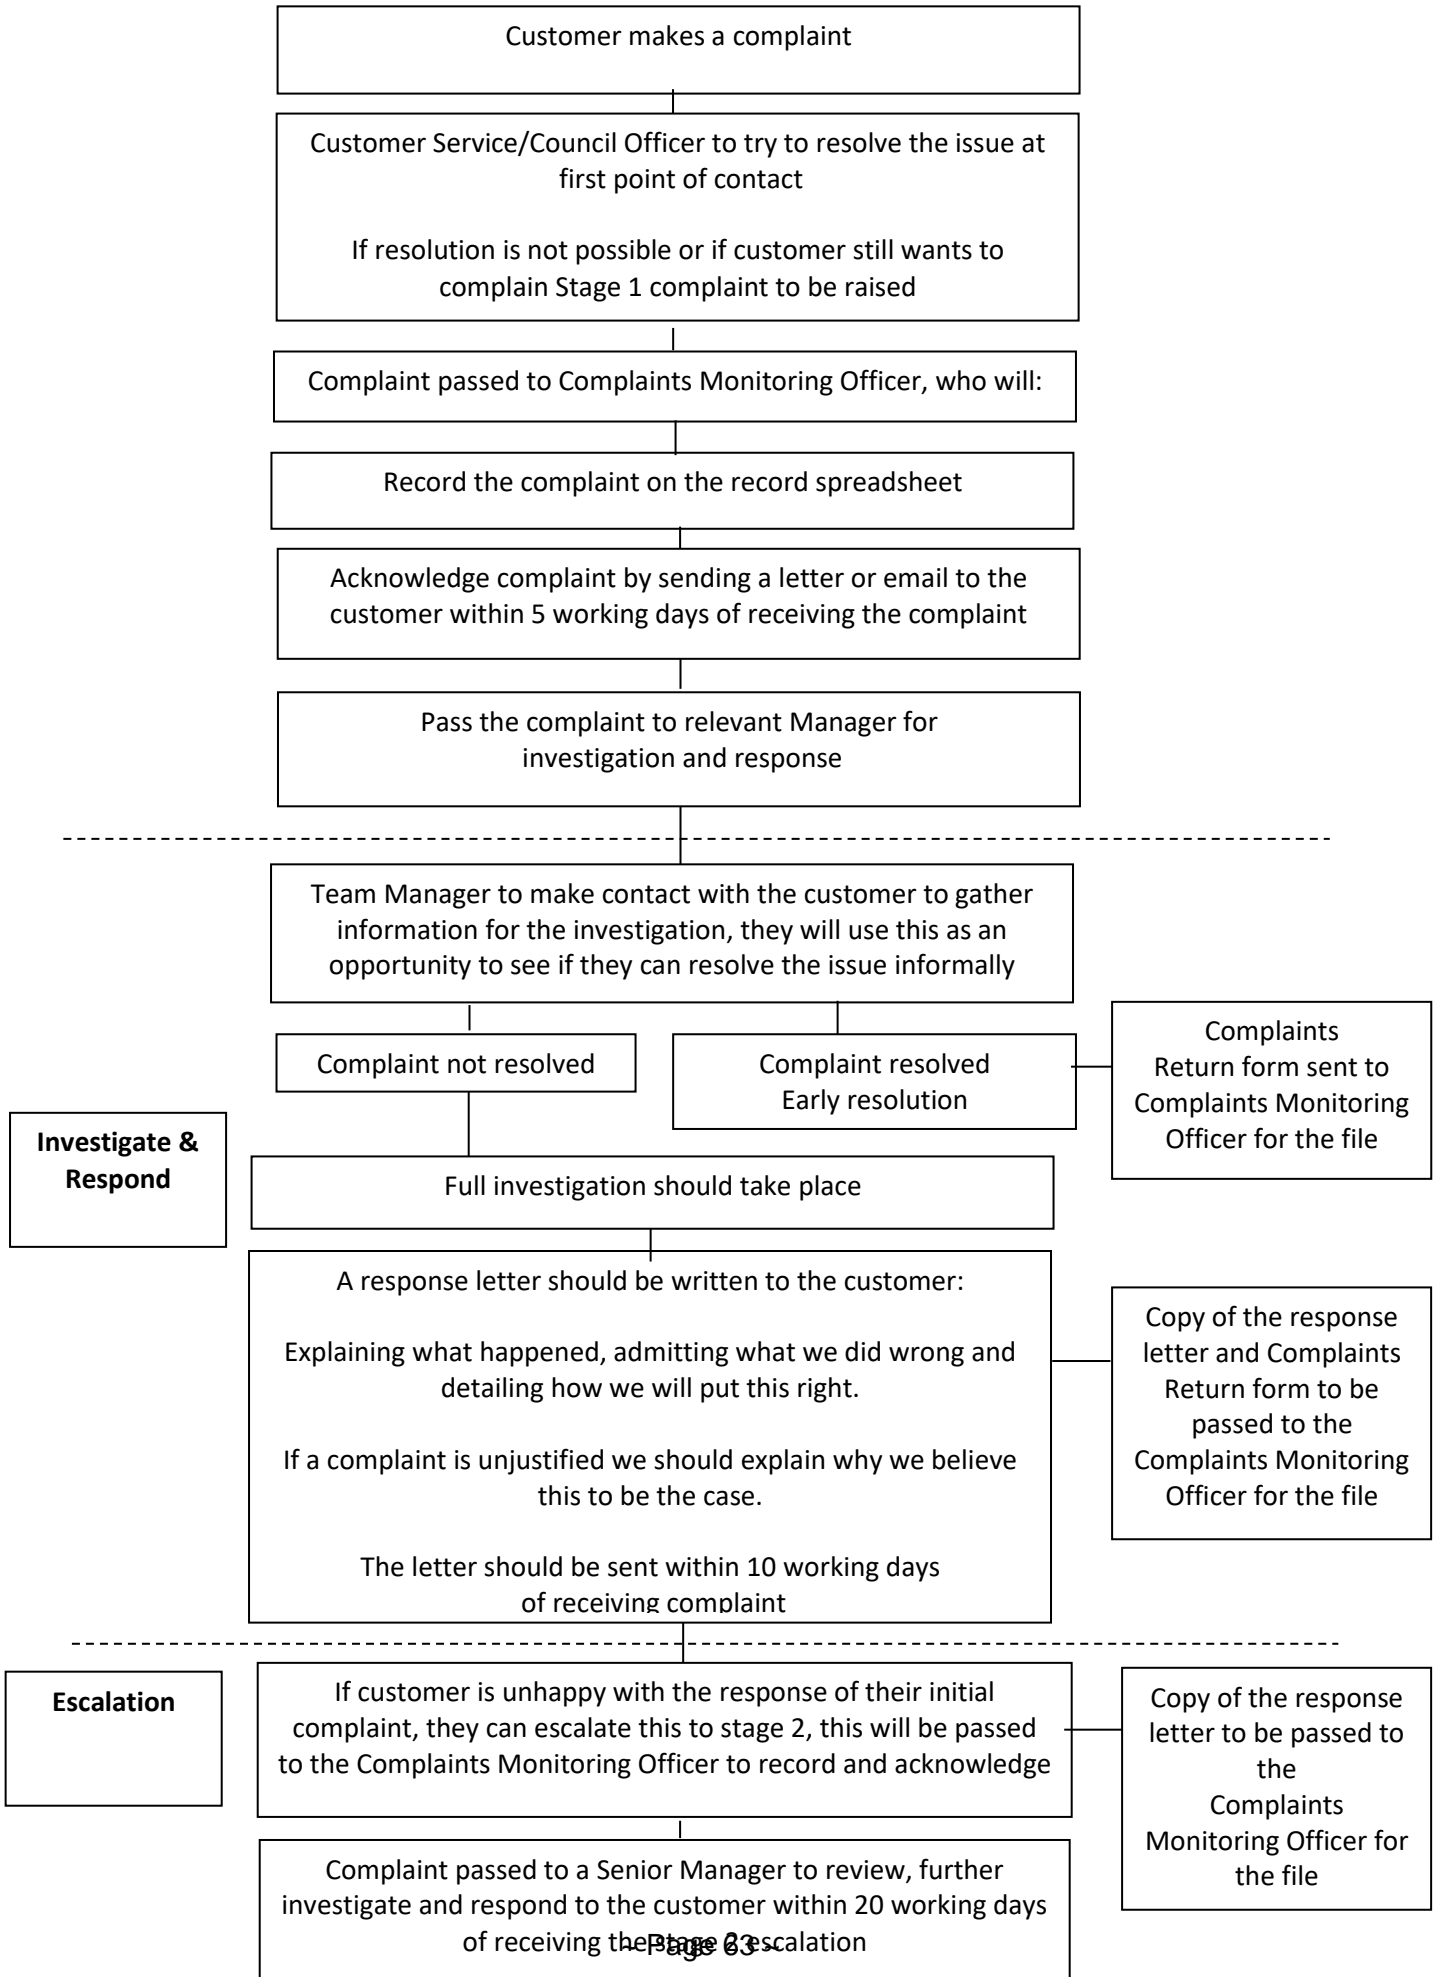 Customer makes a complaint
Customer Service/Council Officer to try to resolve the issue at
first point of contact
If resolution is not possible or if customer still wants to
complain Stage 1 complaint to be raised
Complaint passed to Complaints Monitoring Officer, who will:
Record the complaint on the record spreadsheet
Acknowledge complaint by sending a letter or email to the
customer within 5 working days of receiving the complaint
Pass the complaint to relevant Manager for
investigation and response
Team Manager to make contact with the customer to gather
information for the investigation, they will use this as an
opportunity to see if they can resolve the issue informally
Complaint not resolved
Complaint resolved
Early resolution
Complaints
Return form sent to
Complaints Monitoring
Officer for the file
Investigate &
Respond
Full investigation should take place
A response letter should be written to the customer:
Explaining what happened, admitting what we did wrong and
detailing how we will put this right.
If a complaint is unjustified we should explain why we believe
this to be the case.
The letter should be sent within 10 working days
of receiving complaint
Copy of the response
letter and Complaints
Return form to be
passed to the
Complaints Monitoring
Officer for the file
Escalation
If customer is unhappy with the response of their initial
complaint, they can escalate this to stage 2, this will be passed
to the Complaints Monitoring Officer to record and acknowledge
Copy of the response
letter to be passed to
the
Complaints
Monitoring Officer for
the file
Complaint passed to a Senior Manager to review, further
investigate and respond to the customer within 20 working days
of receiving the stage 2 escalation
~ Page 63 ~